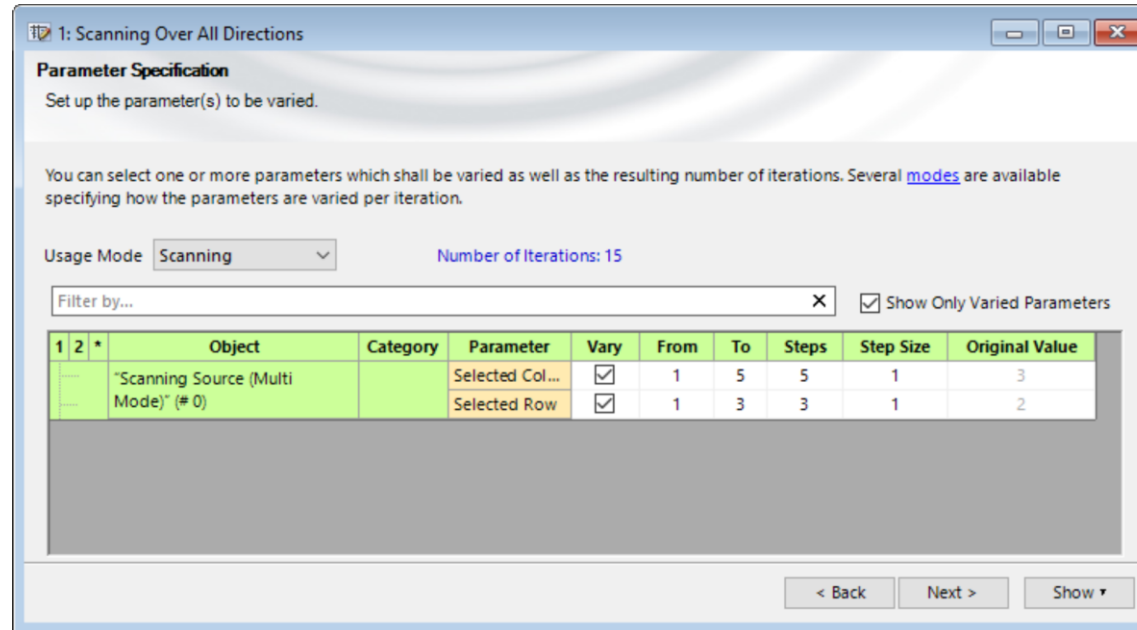 1: Scanning Over All Directions
Parameter Specification
Set up the parameter(s) to be varied.
You can select one or more parameters which shall be varied as well as the resulting number of iterations. Several modes are available
specifying how the parameters are varied per iteration.
Usage Mode Scanning Number of Iterations: 15
Filter by... Show Only Varied Parameters
1 2 * Object Category Parameter Vary From To Steps Step Size Original Value
"Scanning Source (Multi Selected Col... 1 5 5 1 3
Mode)" (# 0) Selected Row 1 3 3 1 2
< Back Next > Show